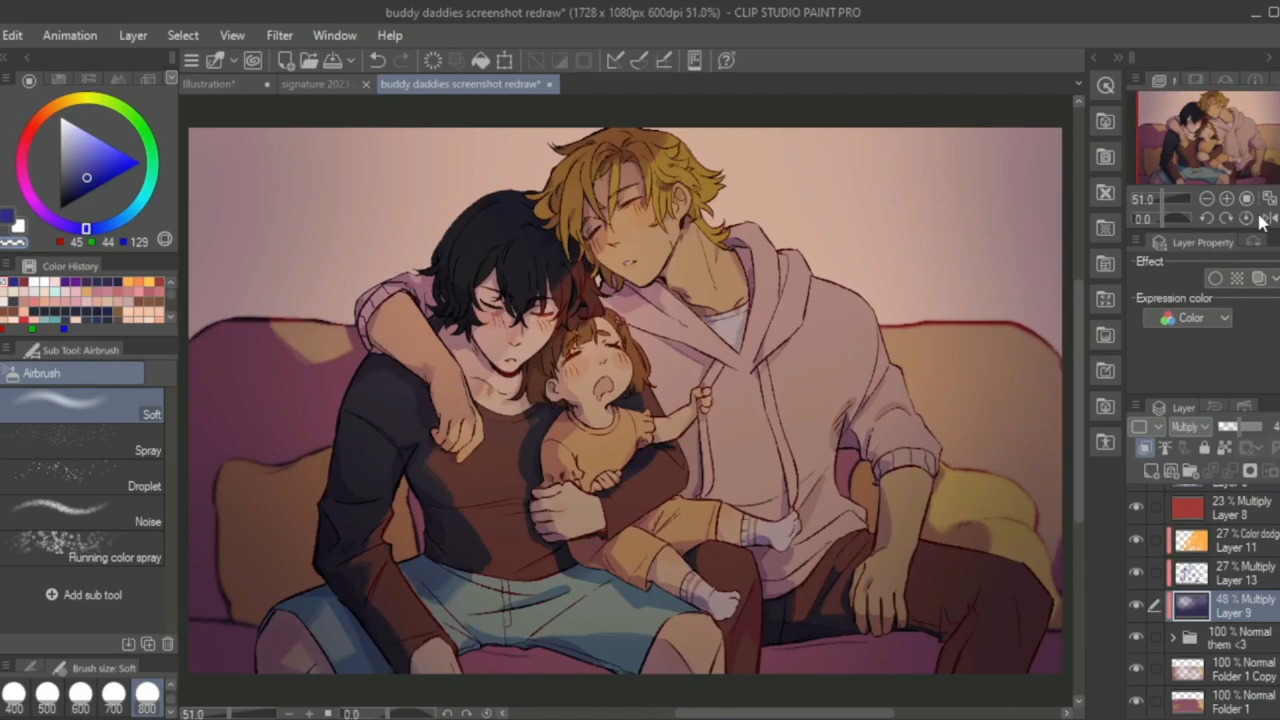 buddy daddies screenshot redraw* (1728 x 1080px 600dpi 51.0%) - CLIP STUDIO PAINT PRO
Edit Animation Layer Select View Filter Window Help
Illustration* signature 2023 buddy daddies screenshot redraw*
51.0
0.0
Layer Property
45 44 129
Color History
Effect
Expression color
Color
Sub Tool: Airbrush
Airbrush
Soft
Spray
Droplet
Noise
Running color spray
Add sub tool
Brush size: Soft
400 500 600 700 800
Layer
Multiply
23 % Multiply
Layer 8
27 % Color dodg
Layer 11
27 % Multiply
Layer 13
48 % Multiply
Layer 9
100 % Normal
them <3
100 % Normal
Folder 1 Copy
100 % Normal
Folder 1
51.0 0.0